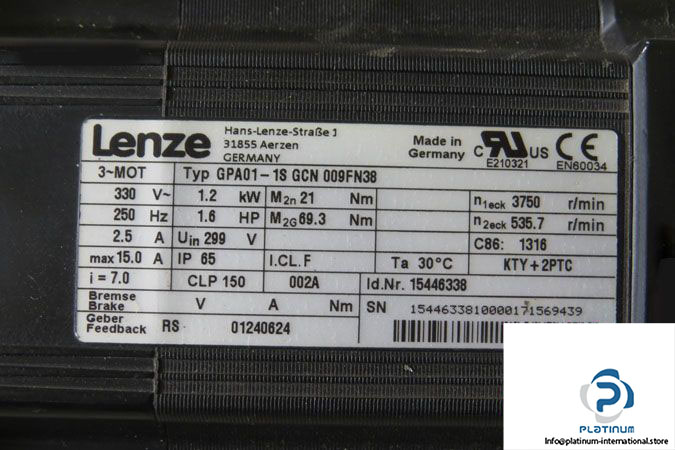 Lenze
Hans-Lenze-Straße 1
31855 Aerzen
GERMANY
Made in
Germany
C RU US
E210321
CE
EN60034
3~MOT Typ GPA01-1S GCN 009FN38
330 V~ 1.2 kW M2n 21 Nm n1eck 3750 r/min
250 Hz 1.6 HP M2G 69.3 Nm n2eck 535.7 r/min
2.5 A Uin 299 V C86: 1316
max 15.0 A IP 65 I.CL.F Ta 30°C KTY+2PTC
i = 7.0 CLP 150 002A Id.Nr. 15446338
Bremse
Brake V A Nm SN 1544633810000171569439
Geber
Feedback RS 01240624
PLATINUM
INTERNATIONAL
Info@platinum-international.store